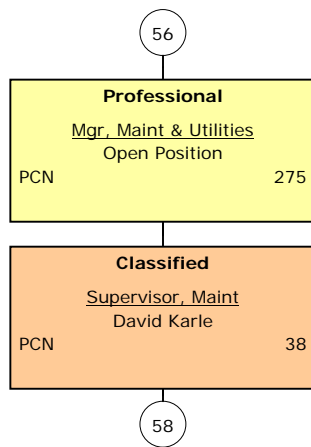 56
Professional
Mgr, Maint & Utilities
Open Position
PCN 275
Classified
Supervisor, Maint
David Karle
PCN 38
58